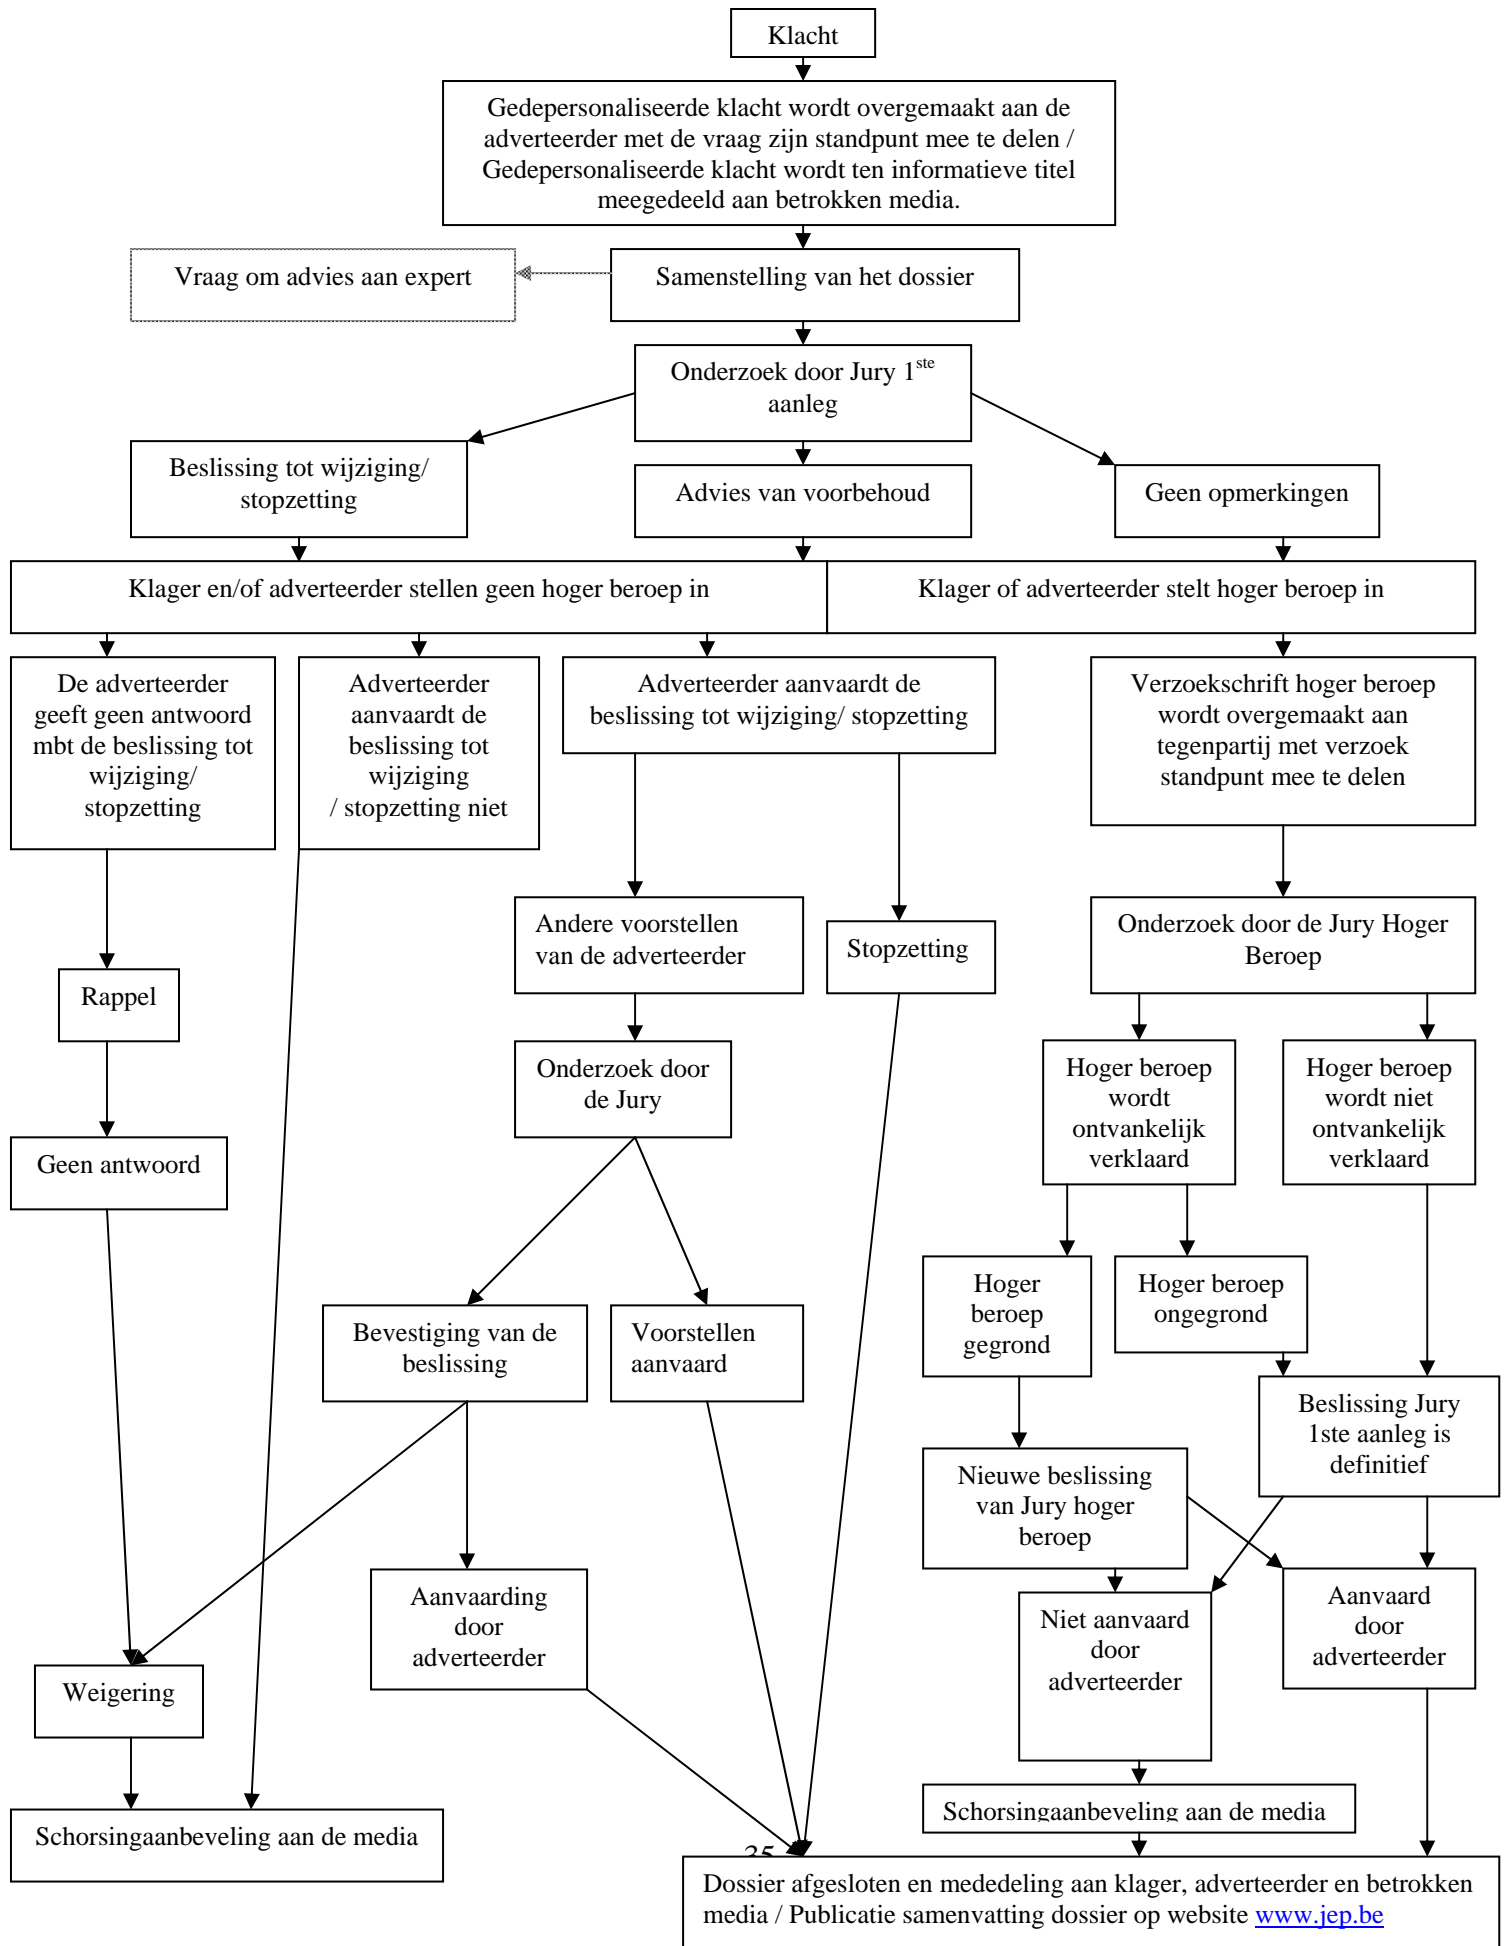 Klacht
Gedepersonaliseerde klacht wordt overgemaakt aan de
adverteerder met de vraag zijn standpunt mee te delen /
Gedepersonaliseerde klacht wordt ten informatieve titel
meegedeeld aan betrokken media.
Vraag om advies aan expert
Samenstelling van het dossier
Onderzoek door Jury 1ste
aanleg
Beslissing tot wijziging/
stopzetting
Advies van voorbehoud
Geen opmerkingen
Klager en/of adverteerder stellen geen hoger beroep in
Klager of adverteerder stelt hoger beroep in
De adverteerder
geeft geen antwoord
mbt de beslissing tot
wijziging/
stopzetting
Adverteerder
aanvaardt de
beslissing tot
wijziging
/ stopzetting niet
Adverteerder aanvaardt de
beslissing tot wijziging/ stopzetting
Verzoekschrift hoger beroep
wordt overgemaakt aan
tegenpartij met verzoek
standpunt mee te delen
Andere voorstellen
van de adverteerder
Stopzetting
Onderzoek door de Jury Hoger
Beroep
Rappel
Onderzoek door
de Jury
Hoger beroep
wordt
ontvankelijk
verklaard
Hoger beroep
wordt niet
ontvankelijk
verklaard
Geen antwoord
Hoger
beroep
gegrond
Hoger beroep
ongegrond
Bevestiging van de
beslissing
Voorstellen
aanvaard
Beslissing Jury
1ste aanleg is
definitief
Nieuwe beslissing
van Jury hoger
beroep
Aanvaarding
door
adverteerder
Niet aanvaard
door
adverteerder
Aanvaard
door
adverteerder
Weigering
Schorsingaanbeveling aan de media
Schorsingaanbeveling aan de media
35
Dossier afgesloten en mededeling aan klager, adverteerder en betrokken
media / Publicatie samenvatting dossier op website www.jep.be